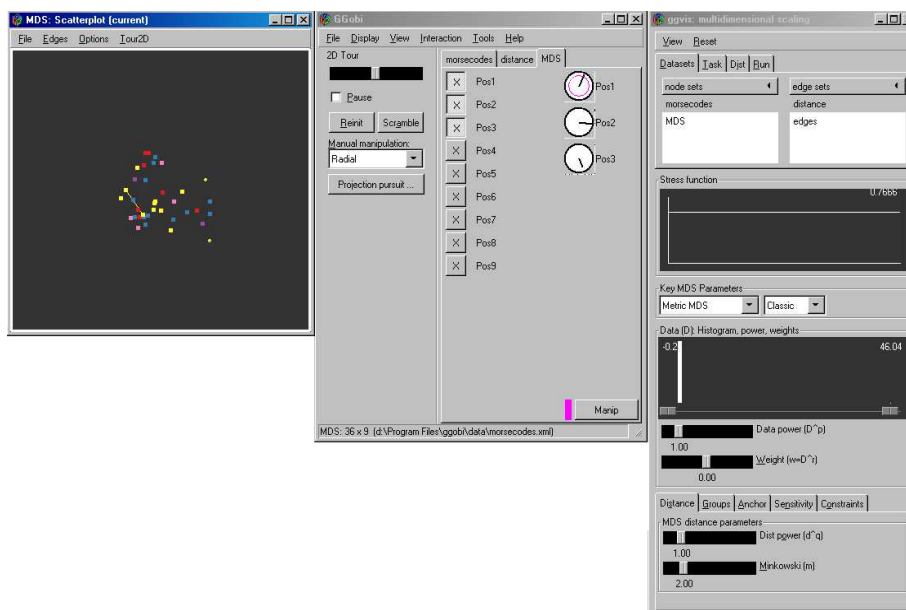 MDS: Scatterplot (current)
File Edges Options Tour2D
GGobi
File Display View Interaction Tools Help
2D Tour
Pause
Reinit Scramble
Manual manipulation:
Radial
Projection pursuit ...
morsecodes distance MDS
X Pos1
X Pos2
X Pos3
X Pos4
X Pos5
X Pos6
X Pos7
X Pos8
X Pos9
Pos1
Pos2
Pos3
Manip
MDS: 36 x 9 (d:\Program Files\ggobi\data\morsecodes.xml)
ggvis: multidimensional scaling
View Reset
Datasets Task Dist Run
node sets edge sets
morsecodes distance
MDS edges
Stress function
0.7666
Key MDS Parameters
Metric MDS Classic
Data (D): Histogram, power, weights
-0.2 46.04
Data power (D^p)
1.00
Weight (w=D^r)
0.00
Distance Groups Anchor Sensitivity Constraints
MDS distance parameters
Dist power (d^q)
1.00
Minkowski (m)
2.00